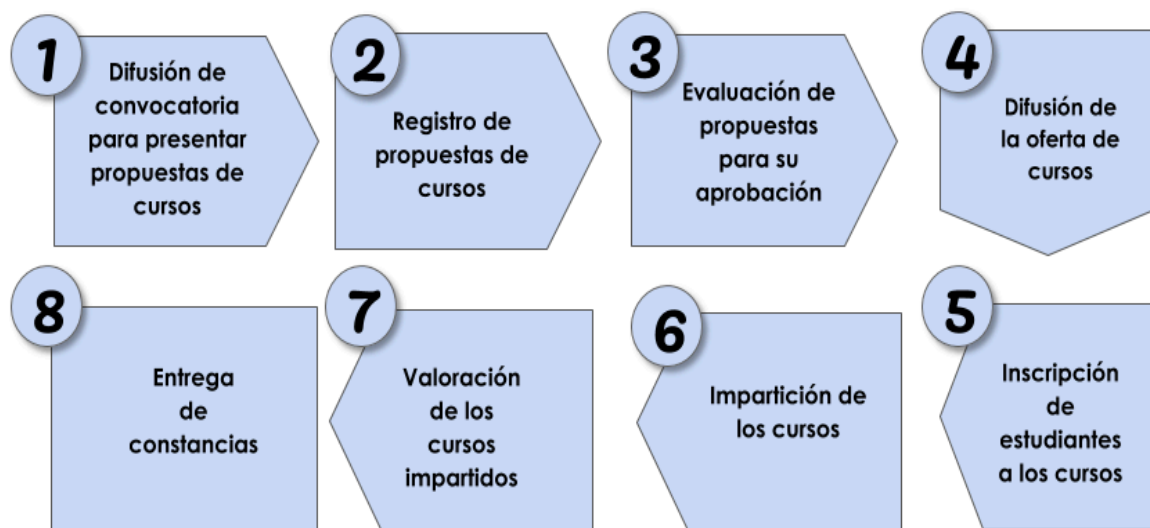 1
Difusión de
convocatoria
para presentar
propuestas de
cursos
2
Registro de
propuestas de
cursos
3
Evaluación de
propuestas
para su
aprobación
4
Difusión de
la oferta de
cursos
5
Inscripción
de
estudiantes
a los cursos
6
Impartición de
los cursos
7
Valoración
de los
cursos
impartidos
8
Entrega
de
constancias